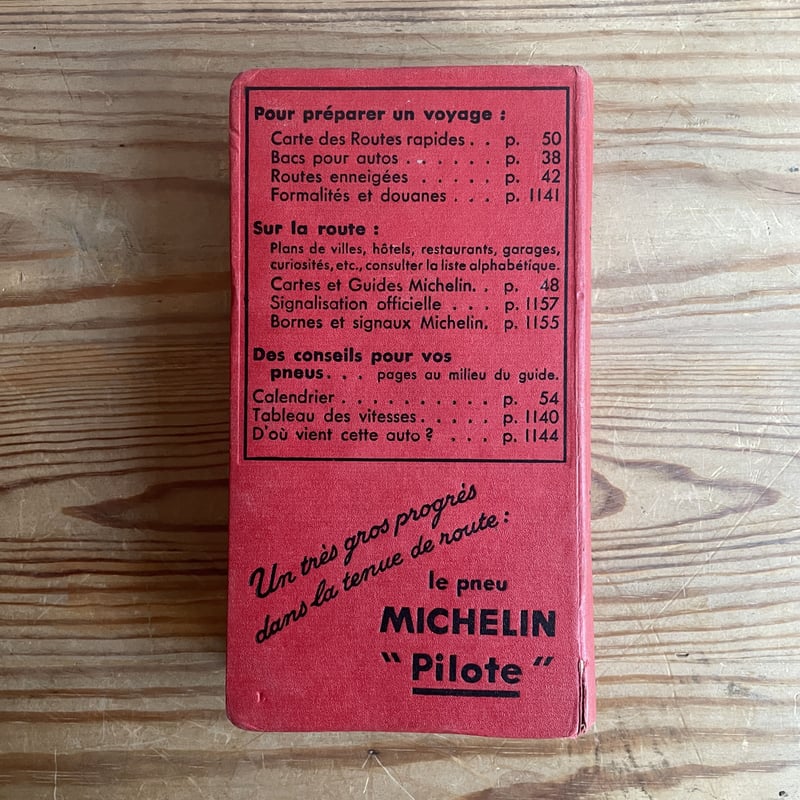 Pour préparer un voyage :
Carte des Routes rapides . . p. 50
Bacs pour autos . . . . . . . p. 38
Routes enneigées . . . . . p. 42
Formalités et douanes . . . p. 1141
Sur la route :
Plans de villes, hôtels, restaurants, garages,
curiosités, etc., consulter la liste alphabétique.
Cartes et Guides Michelin. . p. 48
Signalisation officielle . . . p. 1157
Bornes et signaux Michelin. p. 1155
Des conseils pour vos
pneus. . . pages au milieu du guide.
Calendrier . . . . . . . . . . p. 54
Tableau des vitesses. . . . . p. 1140
D'où vient cette auto ? . . . p. 1144
Un très gros progrès
dans la tenue de route :
le pneu
MICHELIN
"Pilote"